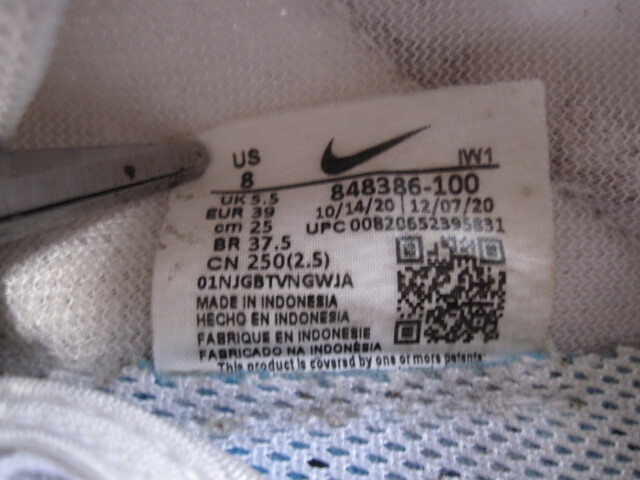 US IW1
8 848386-100
UK 5.5 10/14/20 12/07/20
EUR 39 UPC 00820652395831
cm 25
BR 37.5
CN 250(2.5)
01NJGBTVNGWJA
MADE IN INDONESIA
HECHO EN INDONESIA
FABRIQUE EN INDONESIE
FABRICADO NA INDONÉSIA
This product is covered by one or more patents.